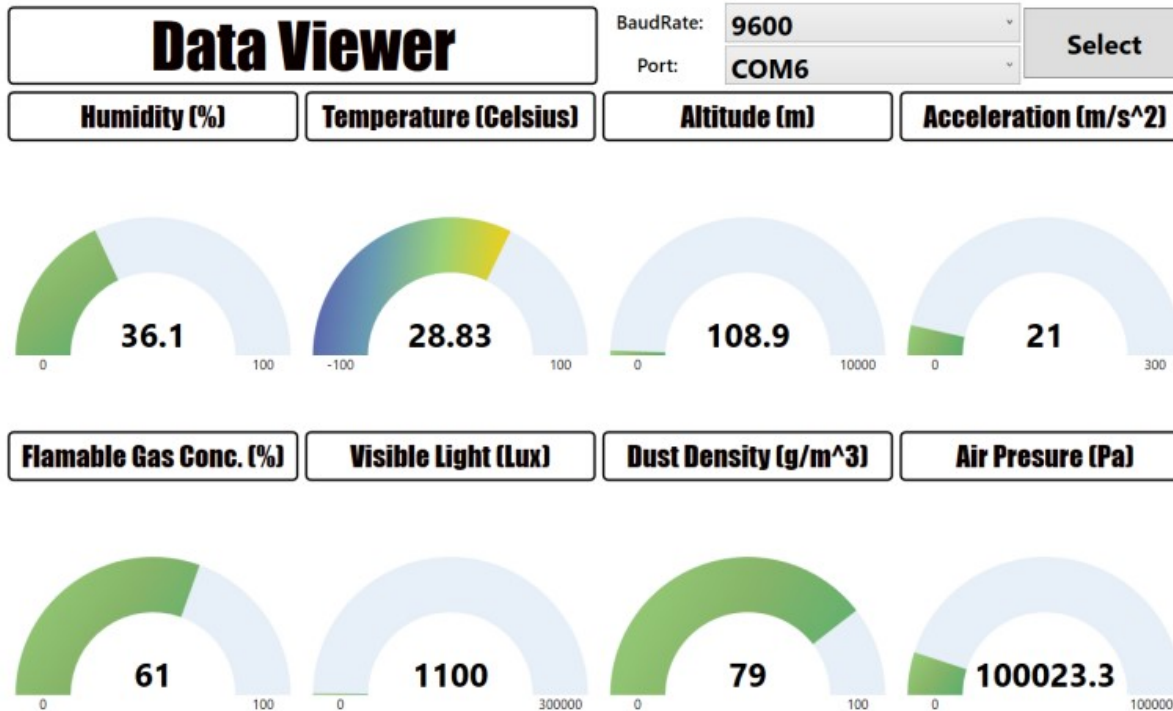 Data Viewer
BaudRate: 9600
Select
Port: COM6
Humidity (%) Temperature (Celsius) Altitude (m) Acceleration (m/s^2)
36.1 28.83 108.9 21
0 100 -100 100 0 10000 0 300
Flamable Gas Conc. (%) Visible Light (Lux) Dust Density (g/m^3) Air Presure (Pa)
61 1100 79 100023.3
0 100 0 300000 0 100 0